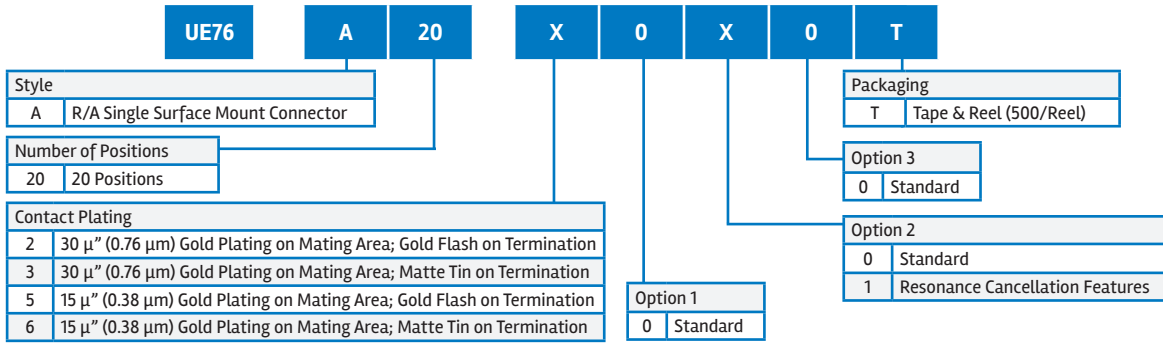 UE76 A 20 X 0 X 0 T
Style
A R/A Single Surface Mount Connector
Number of Positions
20 20 Positions
Contact Plating
2 30 µ” (0.76 µm) Gold Plating on Mating Area; Gold Flash on Termination
3 30 µ” (0.76 µm) Gold Plating on Mating Area; Matte Tin on Termination
5 15 µ” (0.38 µm) Gold Plating on Mating Area; Gold Flash on Termination
6 15 µ” (0.38 µm) Gold Plating on Mating Area; Matte Tin on Termination
Option 1
0 Standard
Packaging
T Tape & Reel (500/Reel)
Option 3
0 Standard
Option 2
0 Standard
1 Resonance Cancellation Features